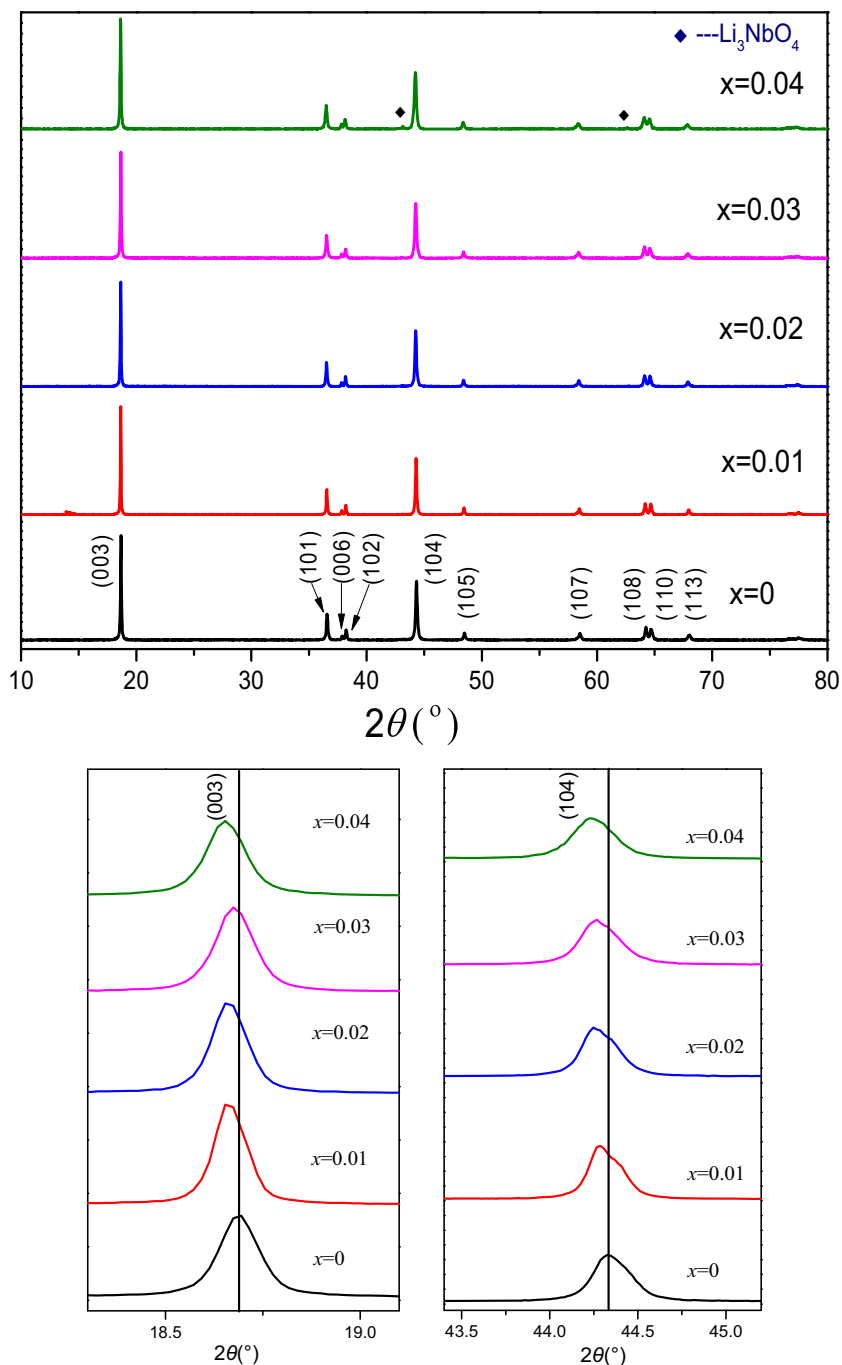 ◆ ---Li₃NbO₄
x=0.04
x=0.03
x=0.02
x=0.01
(003) (101) (006) (102) (104) (105) (107) (108) (110) (113) x=0
10 20 30 40 50 60 70 80
2θ(°)
(003) x=0.04
x=0.03
x=0.02
x=0.01
x=0
18.5 19.0
2θ(°)
(104) x=0.04
x=0.03
x=0.02
x=0.01
x=0
43.5 44.0 44.5 45.0
2θ(°)